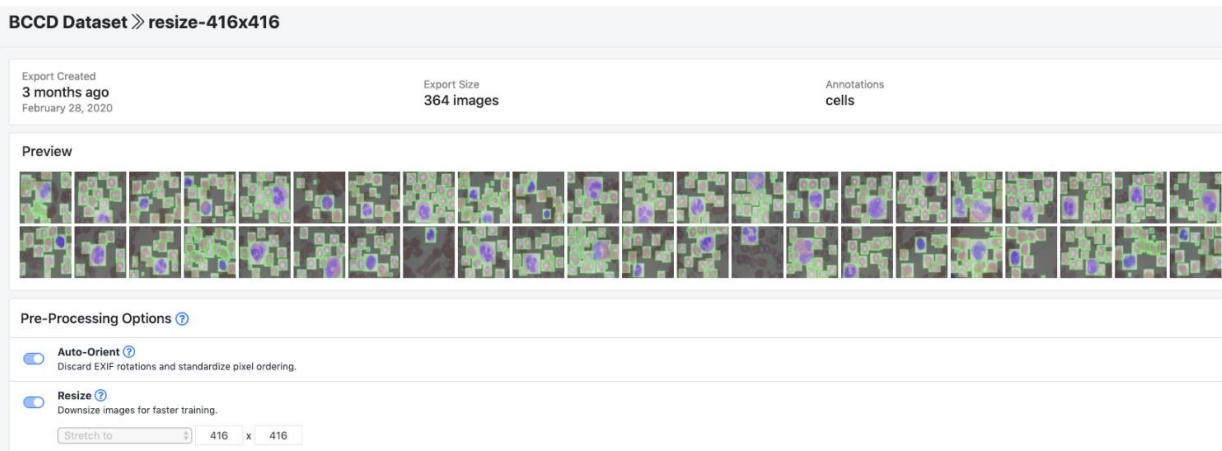 BCCD Dataset >> resize-416x416
Export Created
3 months ago
February 28, 2020
Export Size
364 images
Annotations
cells
Preview
Pre-Processing Options ?
Auto-Orient ?
Discard EXIF rotations and standardize pixel ordering.
Resize ?
Downsize images for faster training.
Stretch to 416 x 416